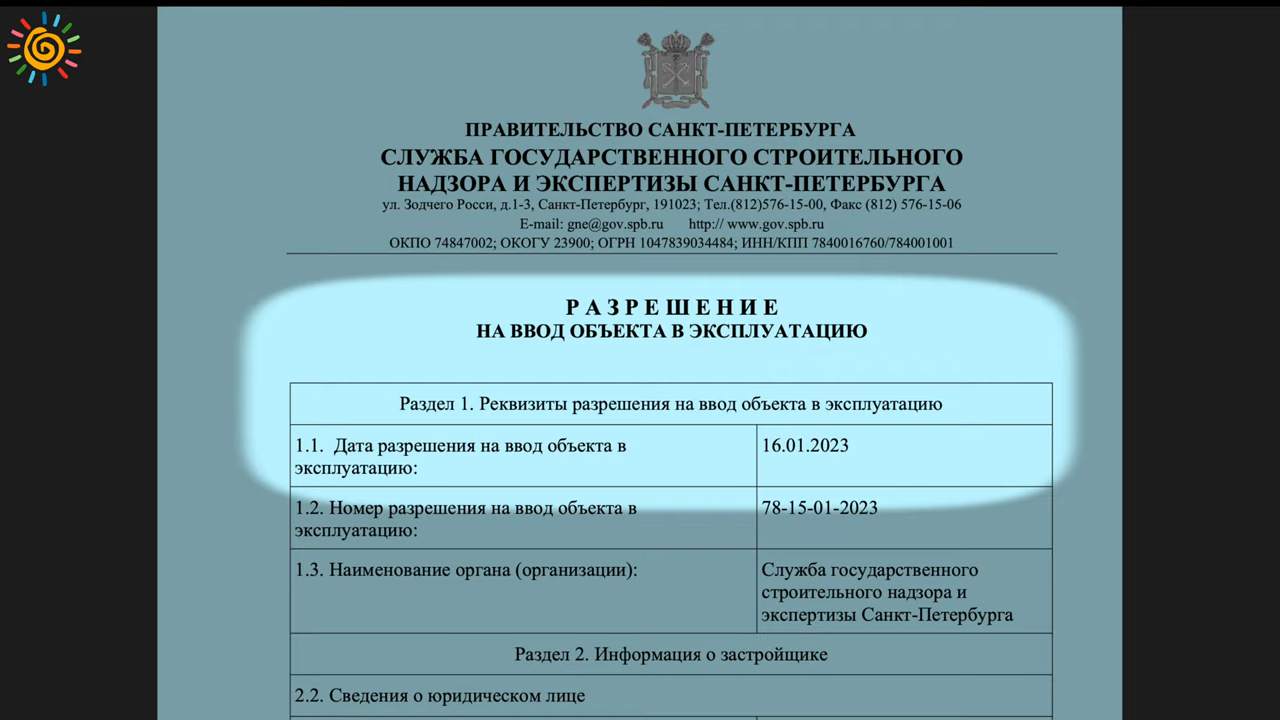 ПРАВИТЕЛЬСТВО САНКТ-ПЕТЕРБУРГА
СЛУЖБА ГОСУДАРСТВЕННОГО СТРОИТЕЛЬНОГО
НАДЗОРА И ЭКСПЕРТИЗЫ САНКТ-ПЕТЕРБУРГА
ул. Зодчего Росси, д.1-3, Санкт-Петербург, 191023; Тел.(812)576-15-00, Факс (812) 576-15-06
E-mail: gne@gov.spb.ru http:// www.gov.spb.ru
ОКПО 74847002; ОКОГУ 23900; ОГРН 1047839034484; ИНН/КПП 7840016760/784001001
Р А З Р Е Ш Е Н И Е
НА ВВОД ОБЪЕКТА В ЭКСПЛУАТАЦИЮ
Раздел 1. Реквизиты разрешения на ввод объекта в эксплуатацию
1.1. Дата разрешения на ввод объекта в
эксплуатацию:
16.01.2023
1.2. Номер разрешения на ввод объекта в
эксплуатацию:
78-15-01-2023
1.3. Наименование органа (организации):
Служба государственного
строительного надзора и
экспертизы Санкт-Петербурга
Раздел 2. Информация о застройщике
2.2. Сведения о юридическом лице